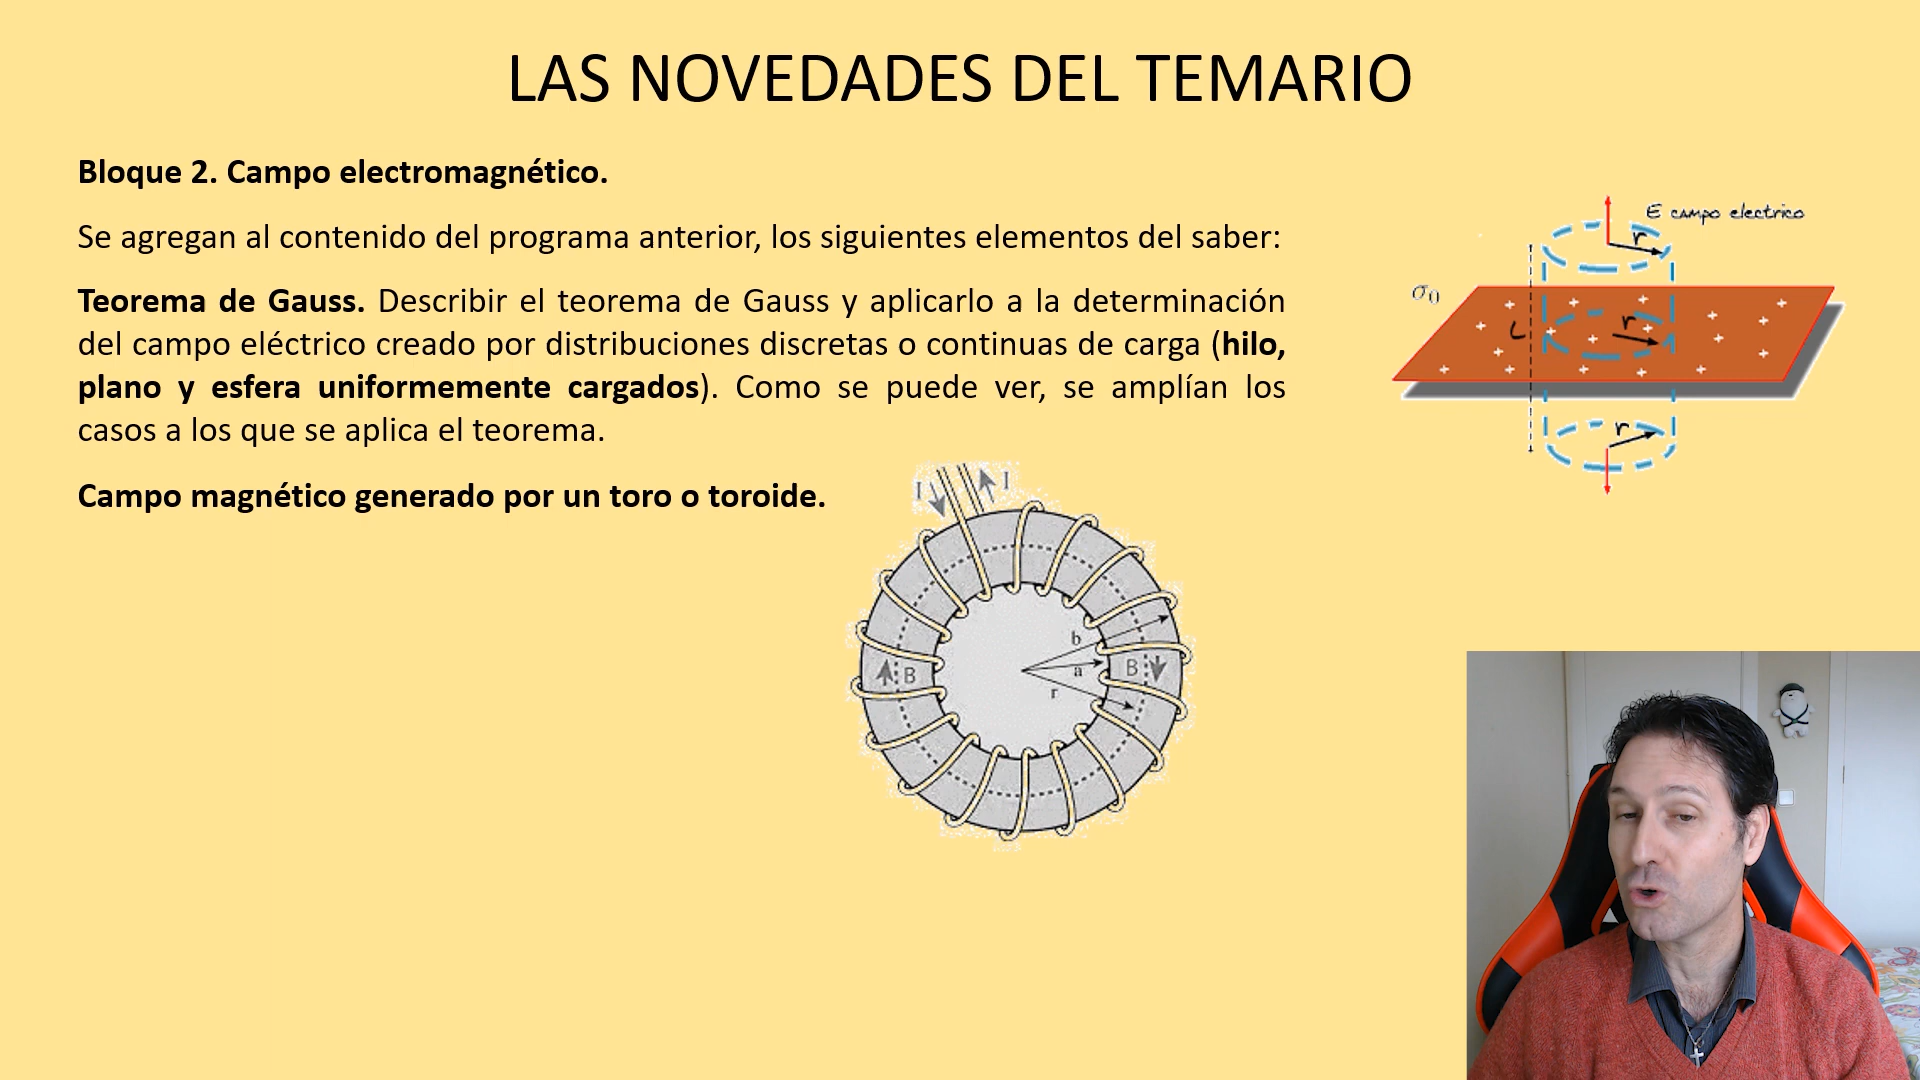 LAS NOVEDADES DEL TEMARIO
Bloque 2. Campo electromagnético.
Se agregan al contenido del programa anterior, los siguientes elementos del saber:
Teorema de Gauss. Describir el teorema de Gauss y aplicarlo a la determinación
del campo eléctrico creado por distribuciones discretas o continuas de carga (hilo,
plano y esfera uniformemente cargados). Como se puede ver, se amplían los
casos a los que se aplica el teorema.
Campo magnético generado por un toro o toroide.
E campo electrico
r
σ0
L
r
r
I
I
b
a
r
B
B